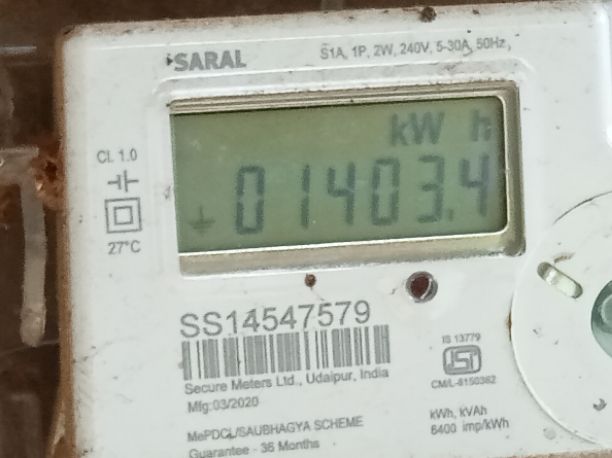 SARAL
S1A, 1P, 2W, 240V, 5-30A, 50Hz,
kW h
01403.4
CL 1.0
27°C
SS14547579
Secure Meters Ltd., Udaipur, India
Mfg:03/2020
MePDCL/SAUBHAGYA SCHEME
Guarantee - 36 Months
IS 13779
ISI
CM/L-8150362
kWh, kVAh
6400 imp/kWh